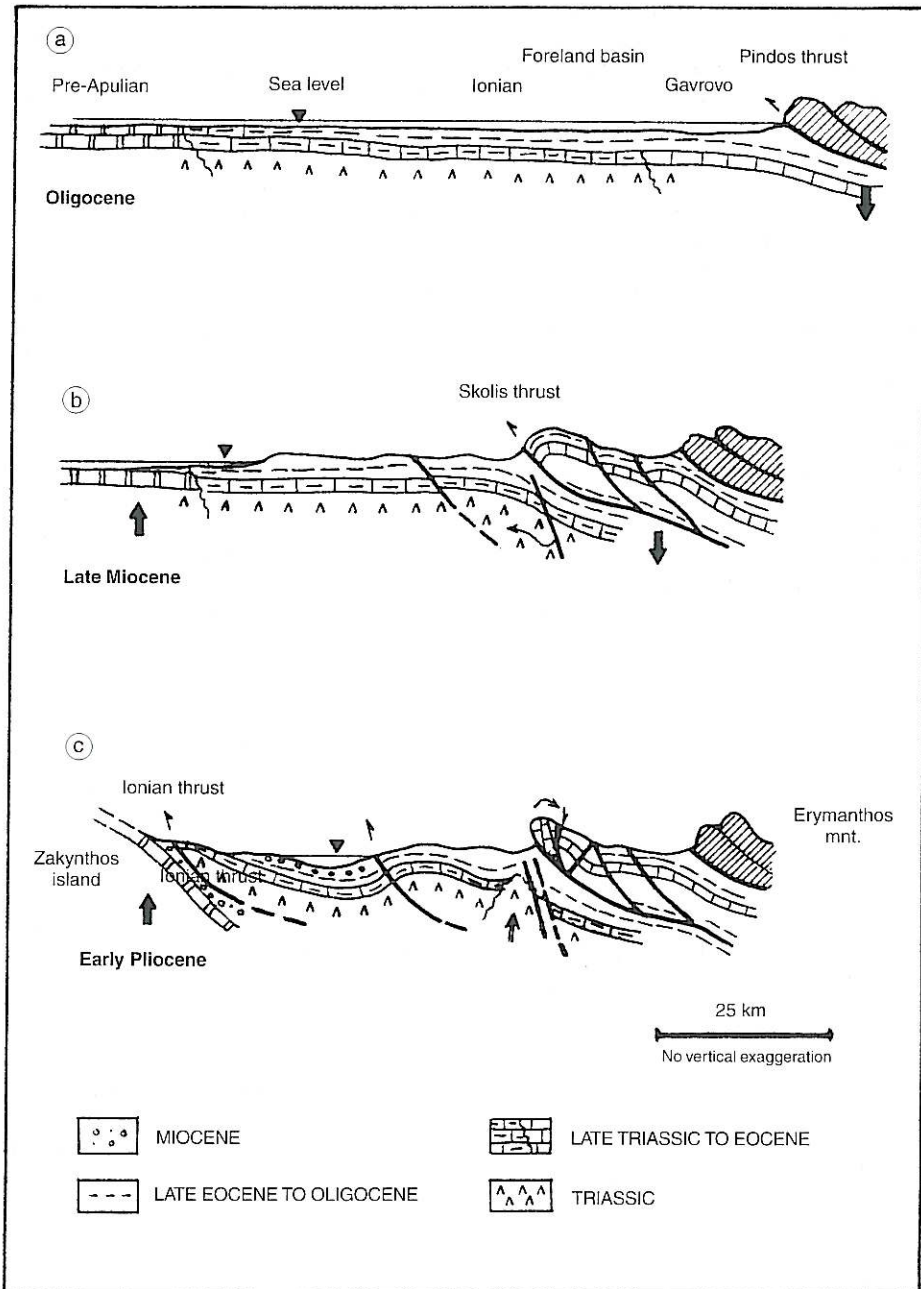 a
Foreland basin
Pindos thrust
Pre-Apulian
Sea level
Ionian
Gavrovo
Oligocene
b
Skolis thrust
Late Miocene
c
Ionian thrust
Zakynthos
island
Ionian thrust
Erymanthos
mnt.
Early Pliocene
25 km
No vertical exaggeration
MIOCENE
LATE TRIASSIC TO EOCENE
LATE EOCENE TO OLIGOCENE
TRIASSIC